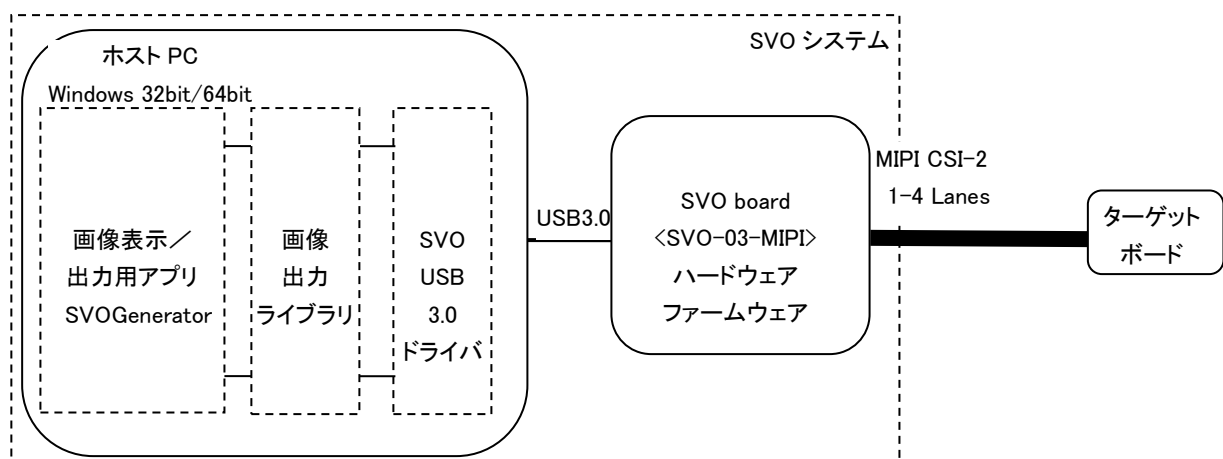 SVO システム
ホスト PC
Windows 32bit/64bit
画像表示／
出力用アプリ
SVOGenerator
画像
出力
ライブラリ
SVO
USB
3.0
ドライバ
USB3.0
SVO board
<SVO-03-MIPI>
ハードウェア
ファームウェア
MIPI CSI-2
1-4 Lanes
ターゲット
ボード